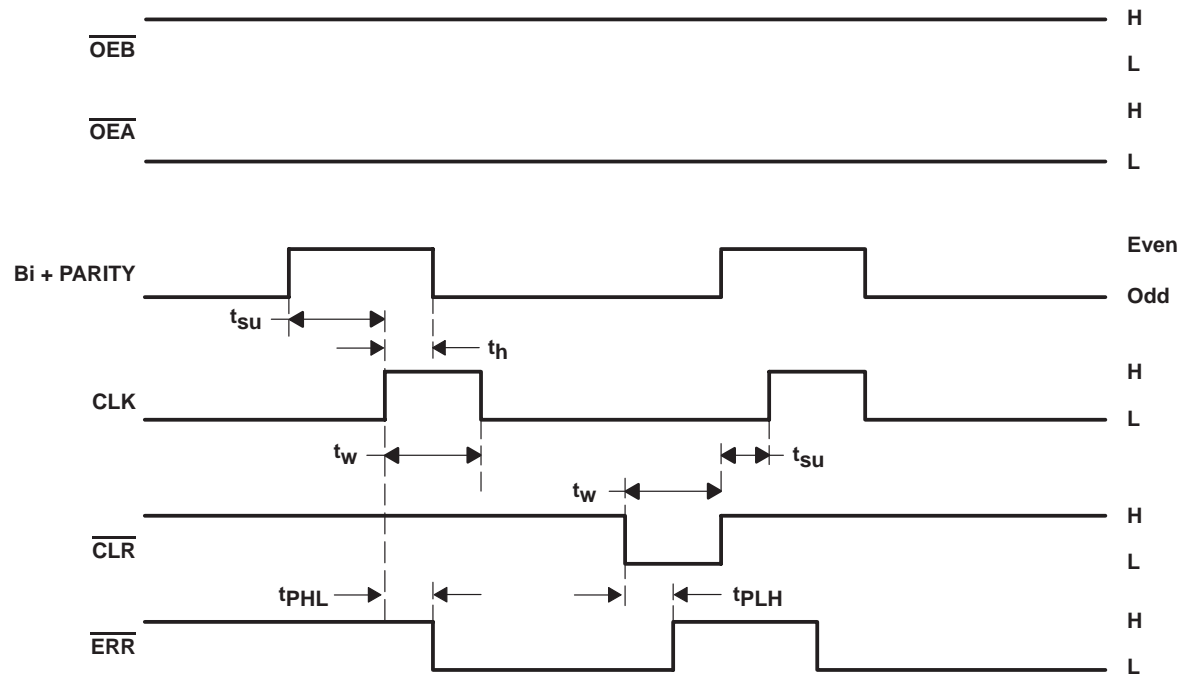 H
OEB
L
H
OEA
L
Even
Bi + PARITY
Odd
tsu
th
H
CLK
L
tw
tsu
tw
H
CLR
L
tPHL
tPLH
H
ERR
L